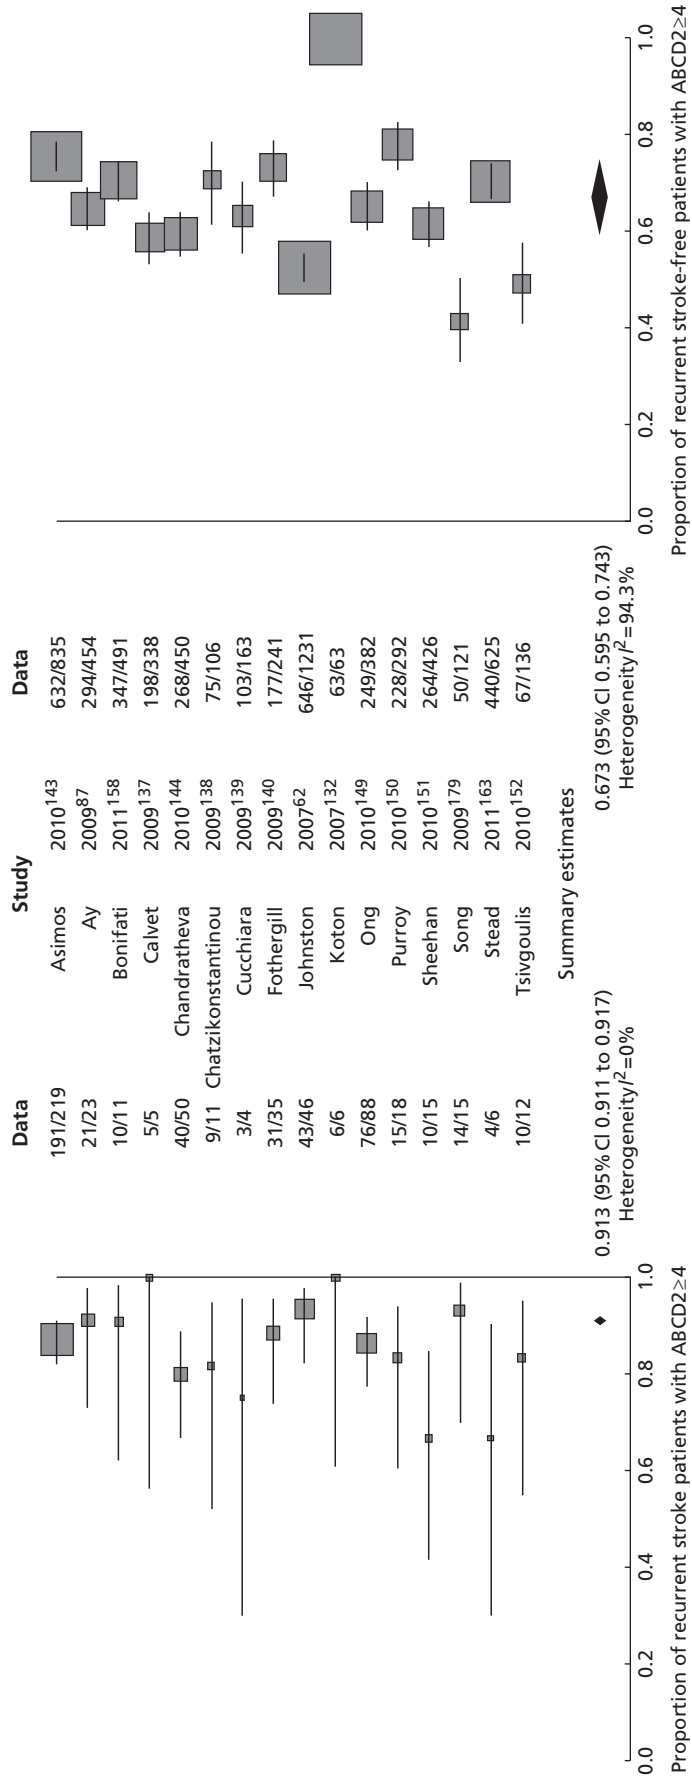 Data Study Data
191/219 Asimos 2010143 632/835
21/23 Ay 200987 294/454
10/11 Bonifati 2011158 347/491
5/5 Calvet 2009137 198/338
40/50 Chandratheva 2010144 268/450
9/11 Chatzikonstantinou 2009138 75/106
3/4 Cucchiara 2009139 103/163
31/35 Fothergill 2009140 177/241
43/46 Johnston 200762 646/1231
6/6 Koton 2007132 63/63
76/88 Ong 2010149 249/382
15/18 Purroy 2010150 228/292
10/15 Sheehan 2010151 264/426
14/15 Song 2009179 50/121
4/6 Stead 2011163 440/625
10/12 Tsivgoulis 2010152 67/136
Summary estimates
0.913 (95% CI 0.911 to 0.917) 0.673 (95% CI 0.595 to 0.743)
Heterogeneity I2=0% Heterogeneity I2=94.3%
0.0 0.2 0.4 0.6 0.8 1.0 0.0 0.2 0.4 0.6 0.8 1.0
Proportion of recurrent stroke patients with ABCD2≥4 Proportion of recurrent stroke-free patients with ABCD2≥4